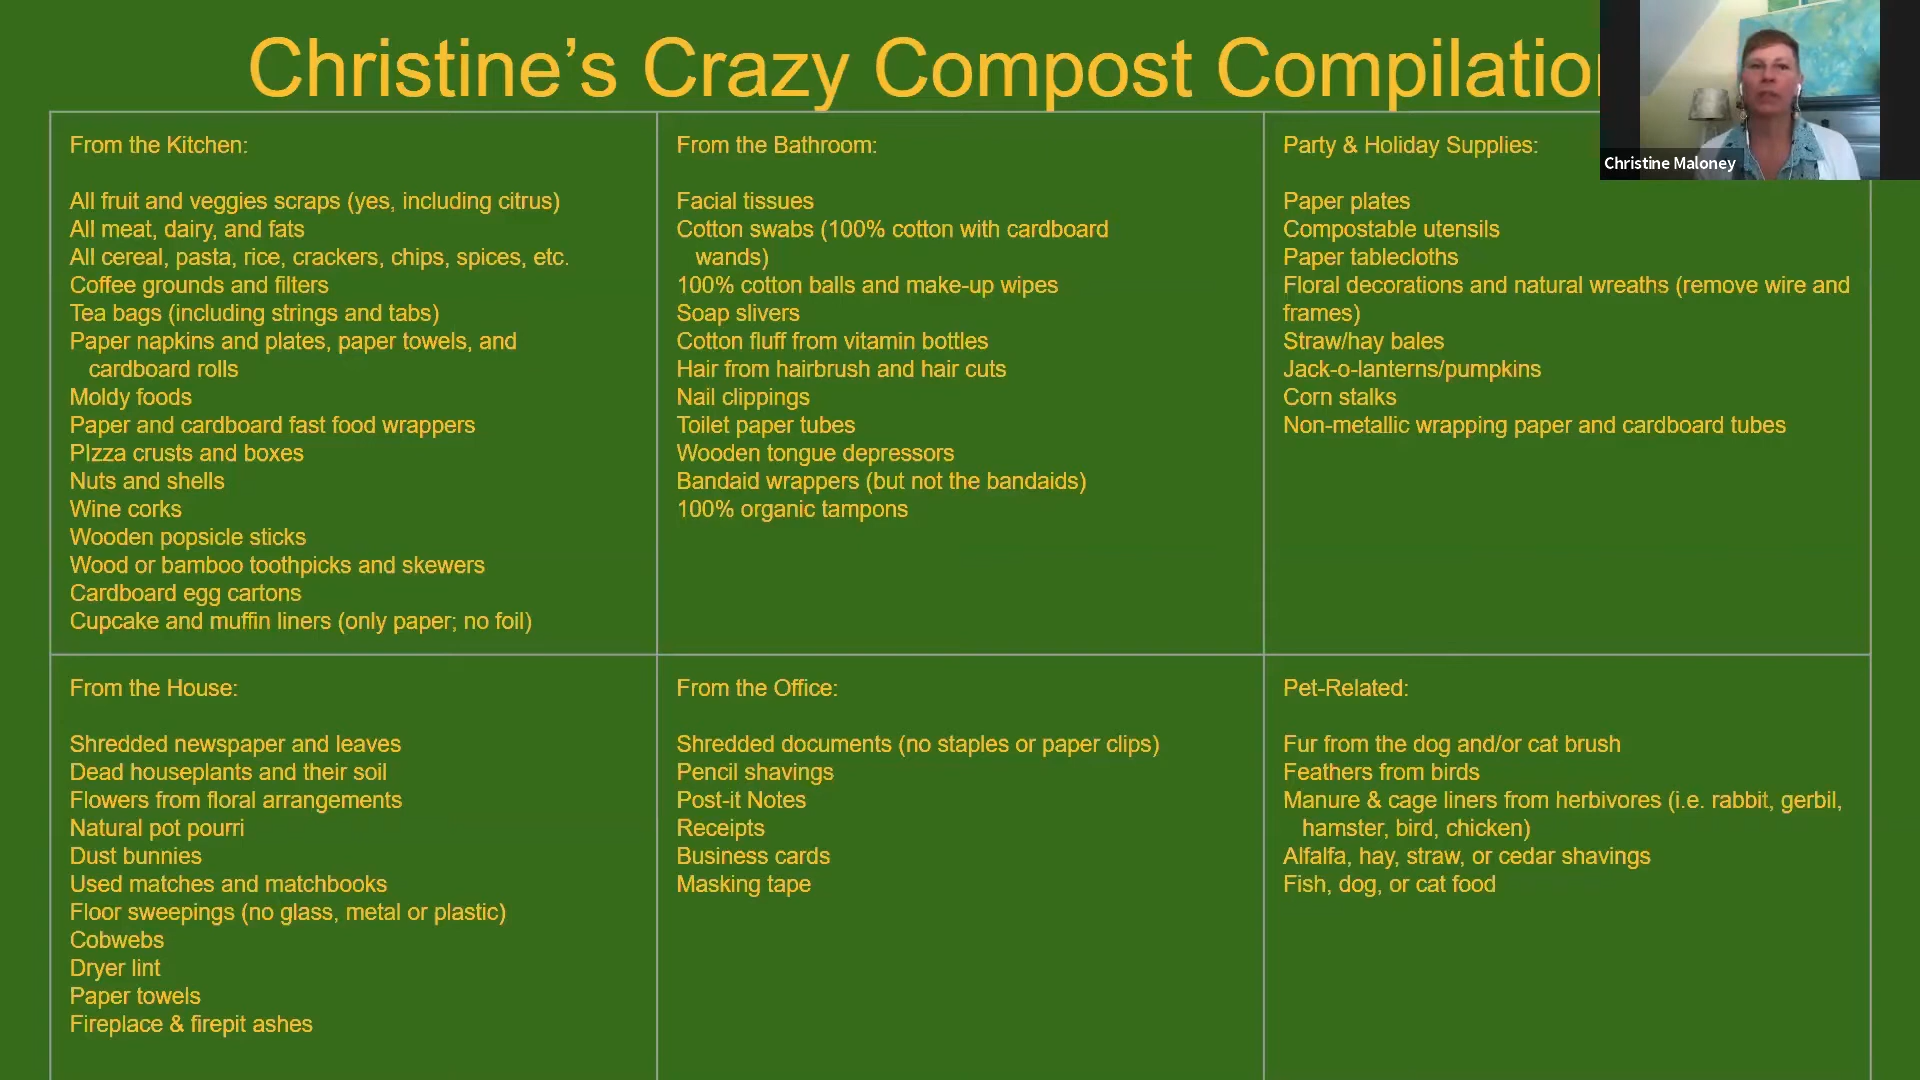 Christine's Crazy Compost Compilation
Christine Maloney
From the Kitchen:
All fruit and veggies scraps (yes, including citrus)
All meat, dairy, and fats
All cereal, pasta, rice, crackers, chips, spices, etc.
Coffee grounds and filters
Tea bags (including strings and tabs)
Paper napkins and plates, paper towels, and
cardboard rolls
Moldy foods
Paper and cardboard fast food wrappers
PIzza crusts and boxes
Nuts and shells
Wine corks
Wooden popsicle sticks
Wood or bamboo toothpicks and skewers
Cardboard egg cartons
Cupcake and muffin liners (only paper; no foil)
From the Bathroom:
Facial tissues
Cotton swabs (100% cotton with cardboard
wands)
100% cotton balls and make-up wipes
Soap slivers
Cotton fluff from vitamin bottles
Hair from hairbrush and hair cuts
Nail clippings
Toilet paper tubes
Wooden tongue depressors
Bandaid wrappers (but not the bandaids)
100% organic tampons
Party & Holiday Supplies:
Paper plates
Compostable utensils
Paper tablecloths
Floral decorations and natural wreaths (remove wire and
frames)
Straw/hay bales
Jack-o-lanterns/pumpkins
Corn stalks
Non-metallic wrapping paper and cardboard tubes
From the House:
Shredded newspaper and leaves
Dead houseplants and their soil
Flowers from floral arrangements
Natural pot pourri
Dust bunnies
Used matches and matchbooks
Floor sweepings (no glass, metal or plastic)
Cobwebs
Dryer lint
Paper towels
Fireplace & firepit ashes
From the Office:
Shredded documents (no staples or paper clips)
Pencil shavings
Post-it Notes
Receipts
Business cards
Masking tape
Pet-Related:
Fur from the dog and/or cat brush
Feathers from birds
Manure & cage liners from herbivores (i.e. rabbit, gerbil,
hamster, bird, chicken)
Alfalfa, hay, straw, or cedar shavings
Fish, dog, or cat food